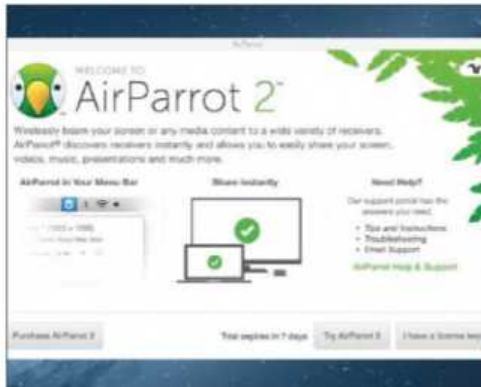 AirParrot
WELCOME TO
AirParrot 2™
Wirelessly beam your screen or any media content to a wide variety of receivers.
AirParrot® discovers receivers instantly and allows you to easily share your screen,
videos, music, presentations and much more.
AirParrot in Your Menu Bar
Share Instantly
Need Help?
Our support portal has the
answers you need.
• Tips and Instructions
• Troubleshooting
• Email Support
AirParrot Help & Support
Purchase AirParrot 2
Trial expires in 7 days
Try AirParrot 2
I have a license key